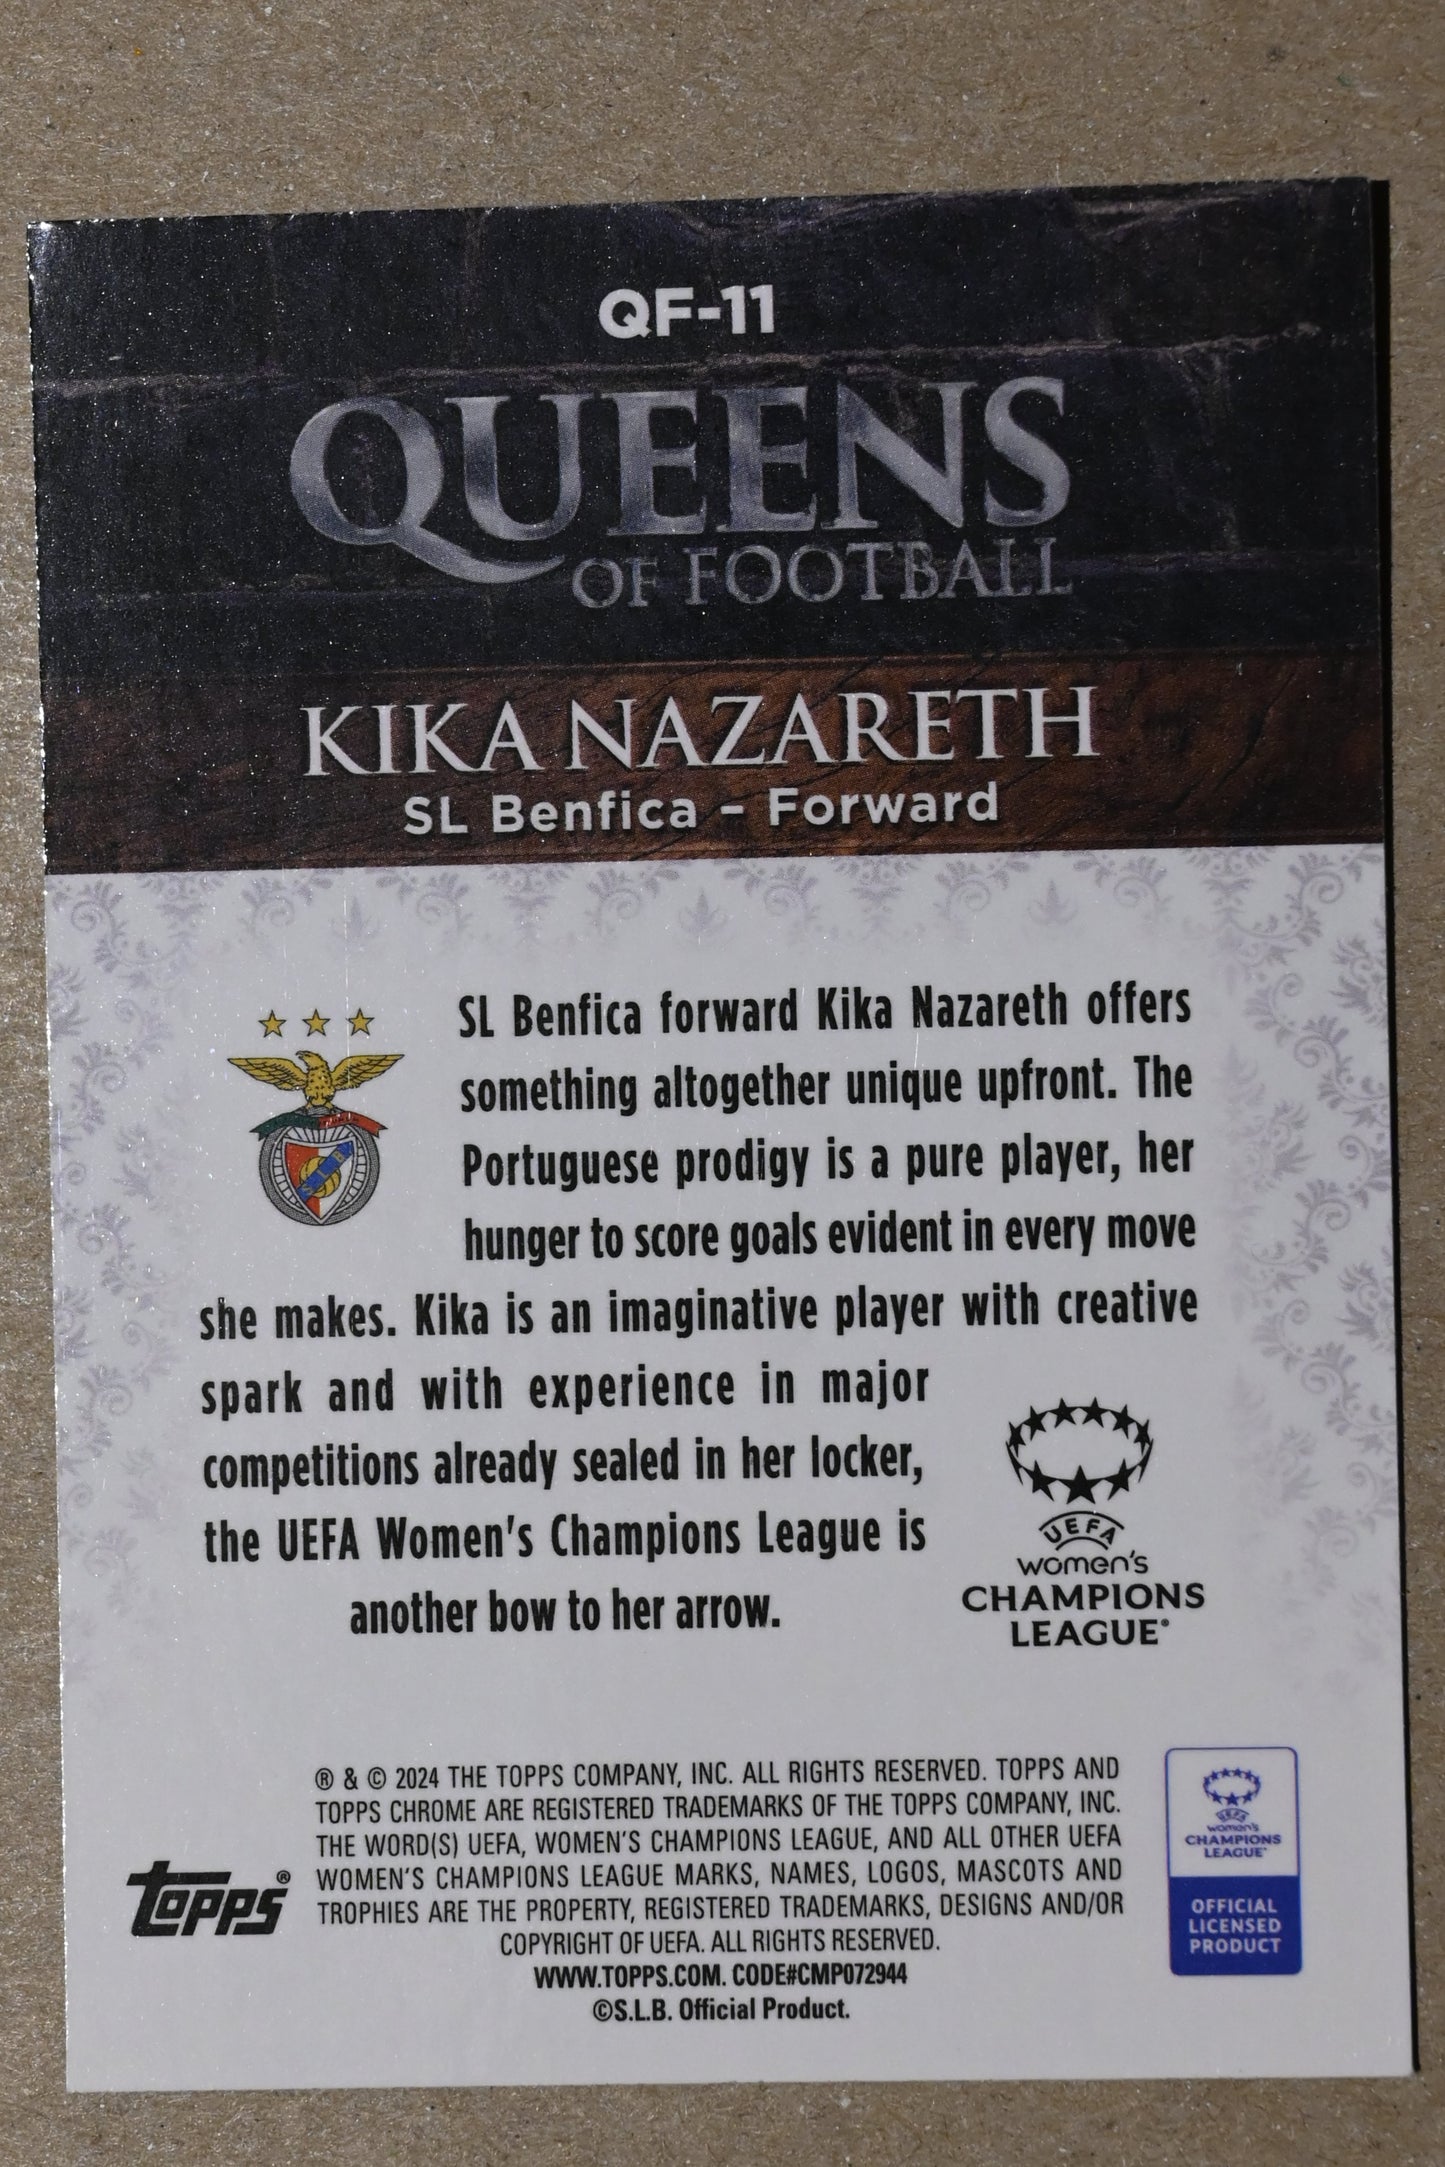 QF-11
QUEENS
OF FOOTBALL
KIKA NAZARETH
SL Benfica – Forward
SL Benfica forward Kika Nazareth offers
something altogether unique upfront. The
Portuguese prodigy is a pure player, her
hunger to score goals evident in every move
she makes. Kika is an imaginative player with creative
spark and with experience in major
competitions already sealed in her locker,
the UEFA Women's Champions League is
another bow to her arrow.
UEFA
women's
CHAMPIONS
LEAGUE®
® & © 2024 THE TOPPS COMPANY, INC. ALL RIGHTS RESERVED. TOPPS AND
TOPPS CHROME ARE REGISTERED TRADEMARKS OF THE TOPPS COMPANY, INC.
THE WORD(S) UEFA, WOMEN'S CHAMPIONS LEAGUE, AND ALL OTHER UEFA
WOMEN'S CHAMPIONS LEAGUE MARKS, NAMES, LOGOS, MASCOTS AND
TROPHIES ARE THE PROPERTY, REGISTERED TRADEMARKS, DESIGNS AND/OR
COPYRIGHT OF UEFA. ALL RIGHTS RESERVED.
WWW.TOPPS.COM. CODE#CMP072944
©S.L.B. Official Product.
topps®
UEFA
women's
CHAMPIONS
LEAGUE®
OFFICIAL
LICENSED
PRODUCT